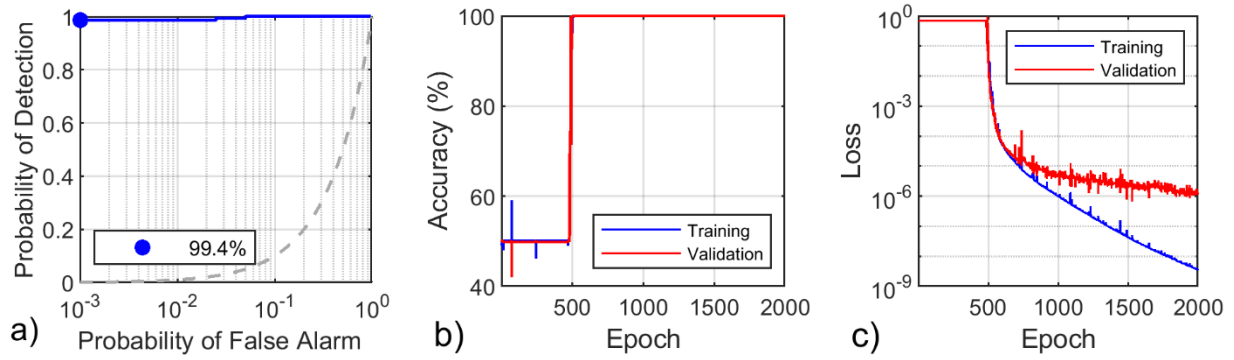 1
0.8
0.6
0.4
0.2
0
Probability of Detection
99.4%
10^-3
10^-2
10^-1
10^0
Probability of False Alarm
a)
100
80
60
40
Accuracy (%)
Training
Validation
0
500
1000
1500
2000
Epoch
b)
10^0
10^-3
10^-6
10^-9
Loss
Training
Validation
500
1000
1500
2000
Epoch
c)